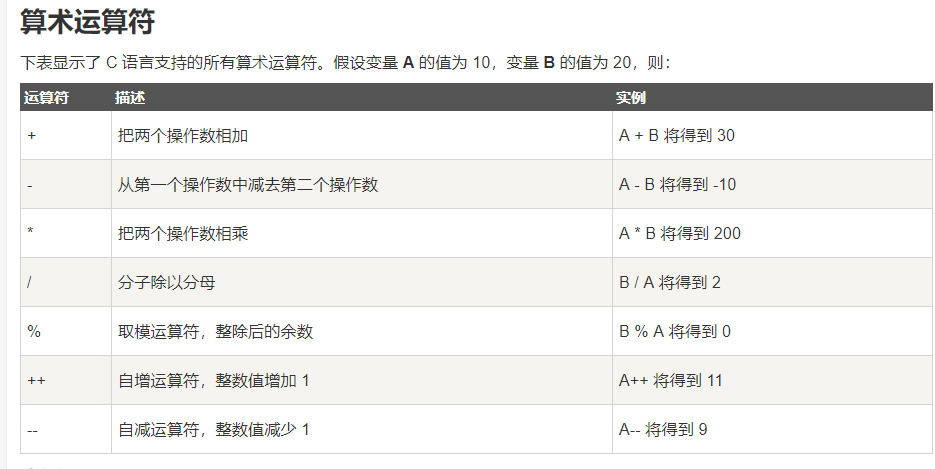 算术运算符
下表显示了 C 语言支持的所有算术运算符。假设变量 A 的值为 10，变量 B 的值为 20，则：
运算符 描述 实例
+ 把两个操作数相加 A + B 将得到 30
- 从第一个操作数中减去第二个操作数 A - B 将得到 -10
* 把两个操作数相乘 A * B 将得到 200
/ 分子除以分母 B / A 将得到 2
% 取模运算符，整除后的余数 B % A 将得到 0
++ 自增运算符，整数值增加 1 A++ 将得到 11
-- 自减运算符，整数值减少 1 A-- 将得到 9